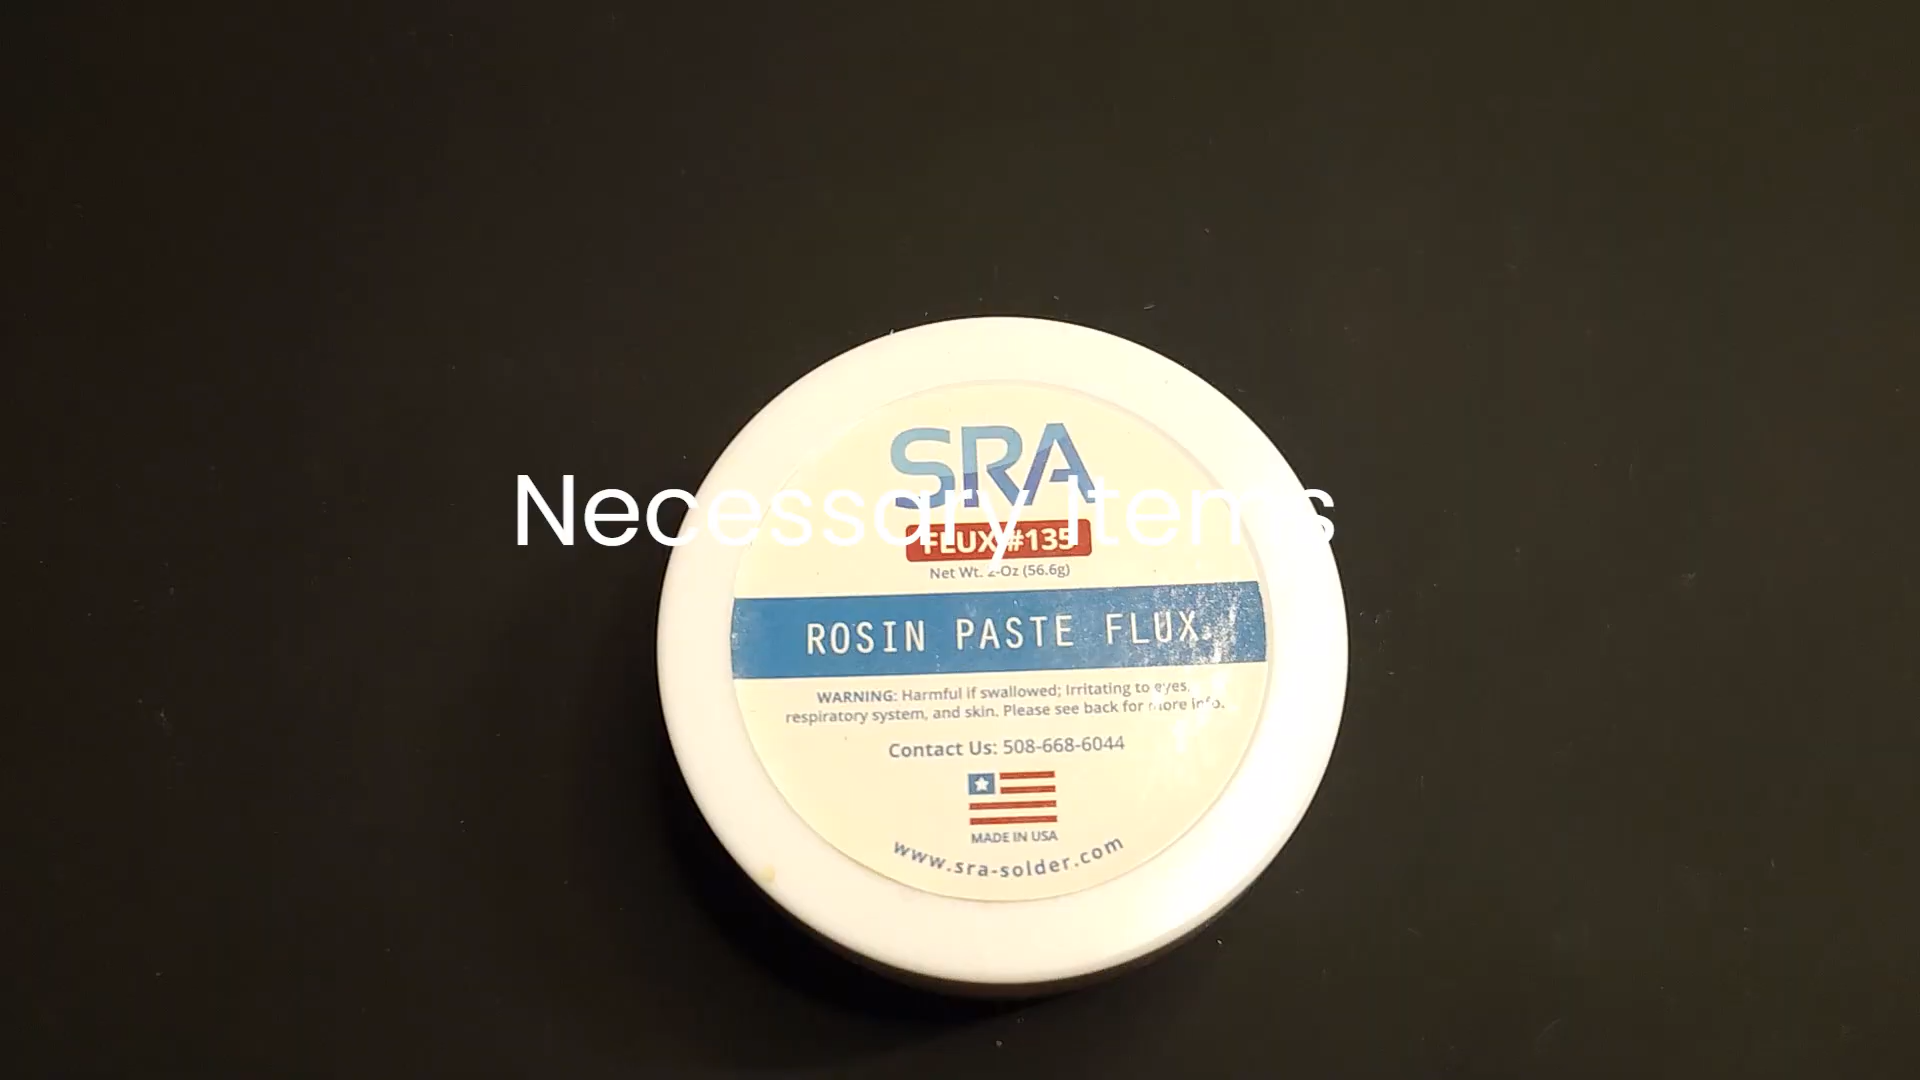 SRA
Necessary Items
FLUX #135
Net Wt. 2-Oz (56.6g)
ROSIN PASTE FLUX
WARNING: Harmful if swallowed; Irritating to eyes,
respiratory system, and skin. Please see back for more info.
Contact Us: 508-668-6044
MADE IN USA
www.sra-solder.com